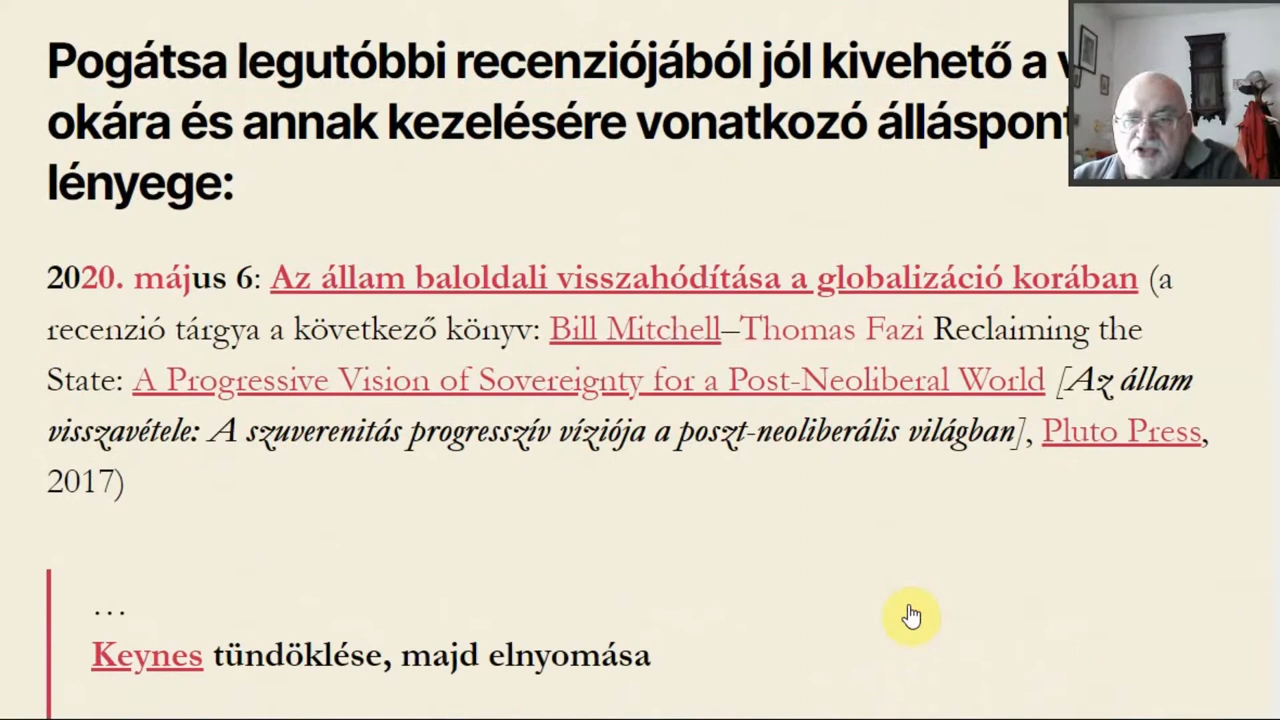 Pogátsa legutóbbi recenziójából jól kivehető a
okára és annak kezelésére vonatkozó álláspont
lényege:
2020. május 6: Az állam baloldali visszahódítása a globalizáció korában (a
recenzió tárgya a következő könyv: Bill Mitchell–Thomas Fazi Reclaiming the
State: A Progressive Vision of Sovereignty for a Post-Neoliberal World [Az állam
visszavétele: A szuverenitás progresszív víziója a poszt-neoliberális világban], Pluto Press,
2017)
…
Keynes tündöklése, majd elnyomása